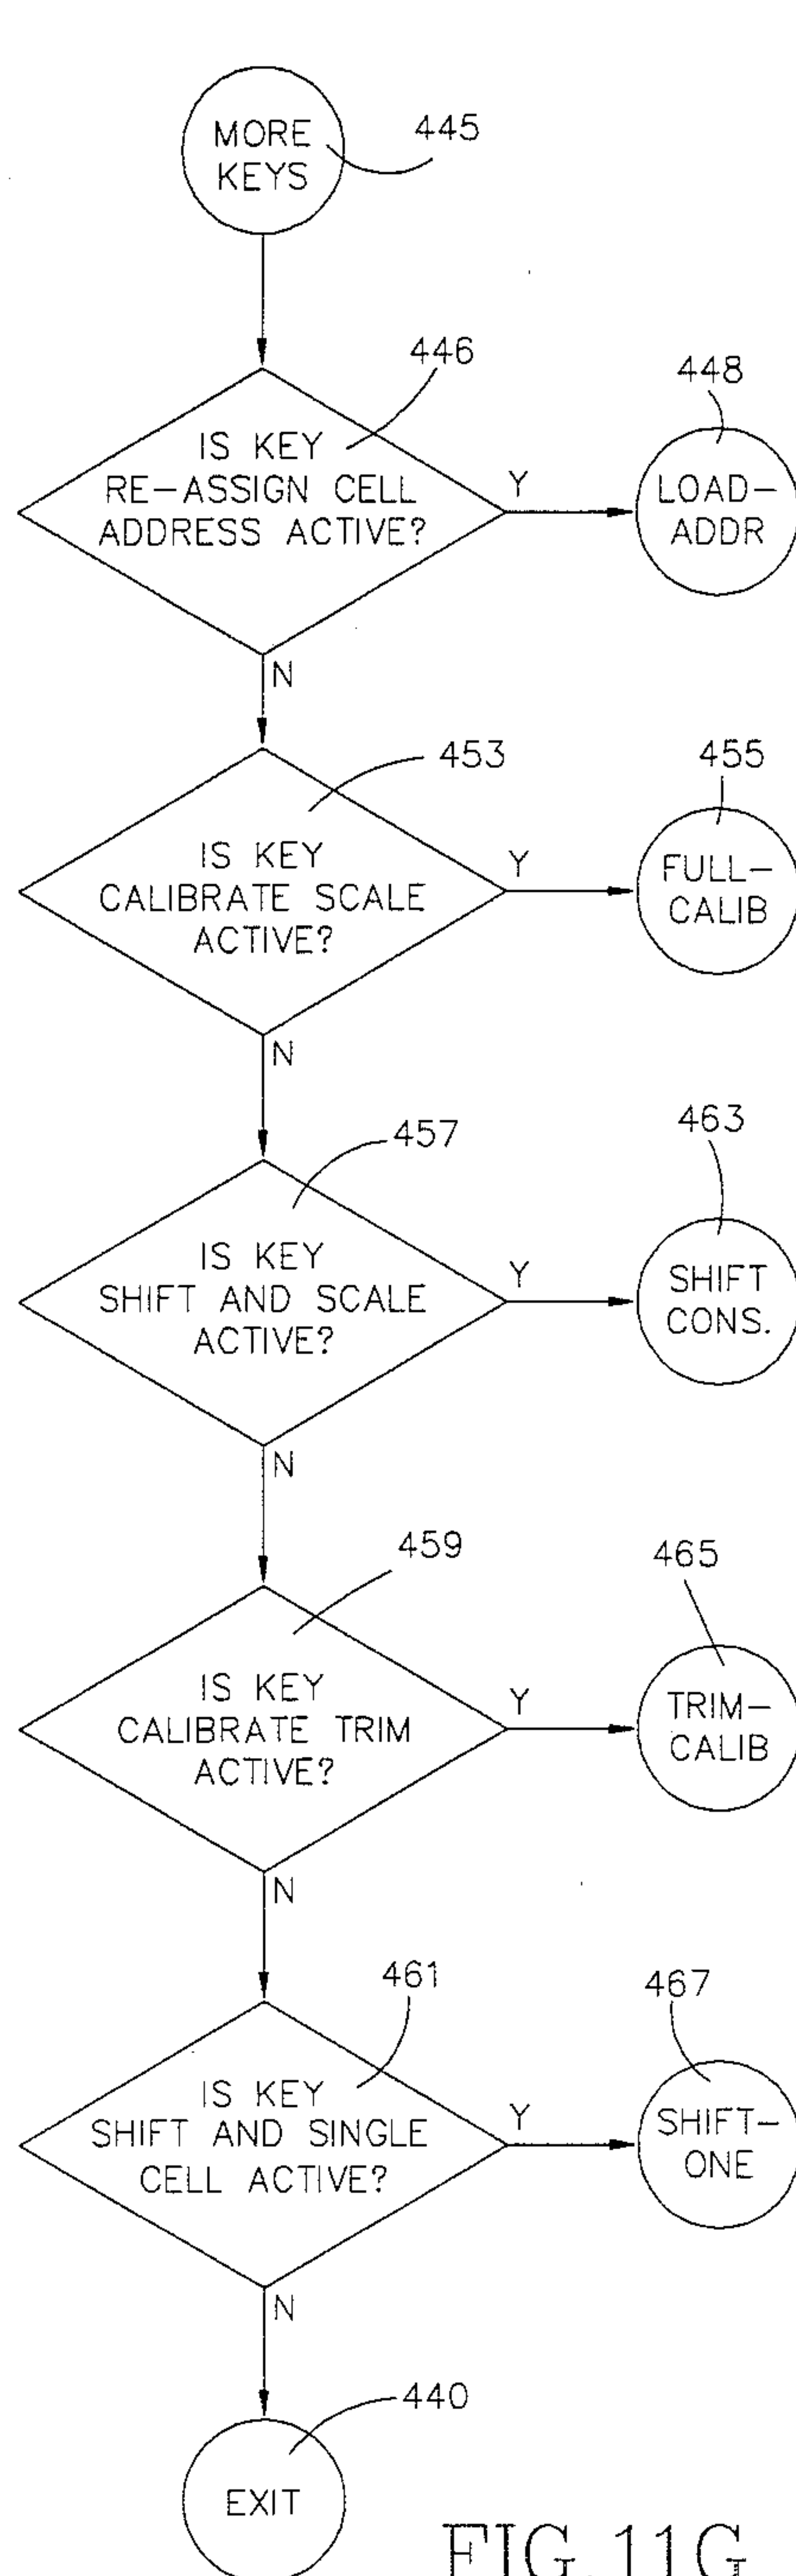 MORE
KEYS
445
446
IS KEY
RE-ASSIGN CELL
ADDRESS ACTIVE?
Y
448
LOAD-
ADDR
N
453
IS KEY
CALIBRATE SCALE
ACTIVE?
Y
455
FULL-
CALIB
N
457
IS KEY
SHIFT AND SCALE
ACTIVE?
Y
463
SHIFT
CONS.
N
459
IS KEY
CALIBRATE TRIM
ACTIVE?
Y
465
TRIM-
CALIB
N
461
IS KEY
SHIFT AND SINGLE
CELL ACTIVE?
Y
467
SHIFT-
ONE
N
440
EXIT
FIG. 11G